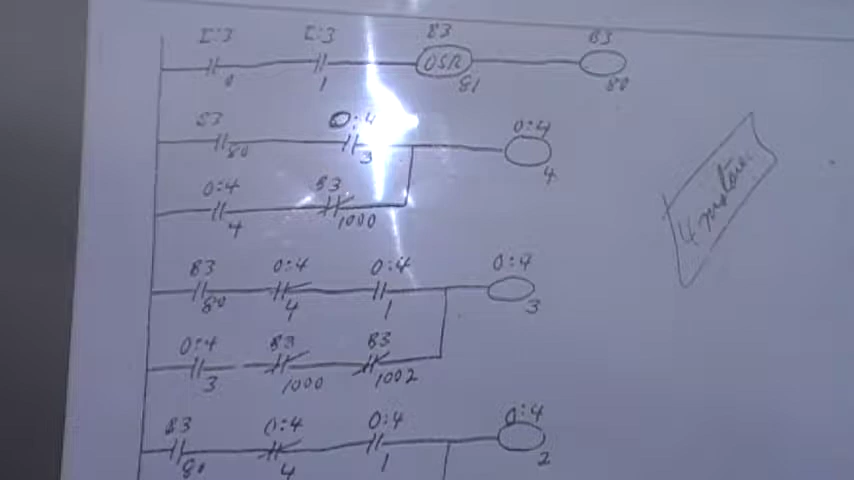 I:3 I:3 B3 B3
OSR
0 1 81 80
B3 O:4 O:4
80 3 4
O:4 B3
4 1000
B3 O:4 O:4 O:4
80 4 1 3
O:4 B3 B3
3 1000 1002
B3 O:4 O:4 O:4
80 4 1 2